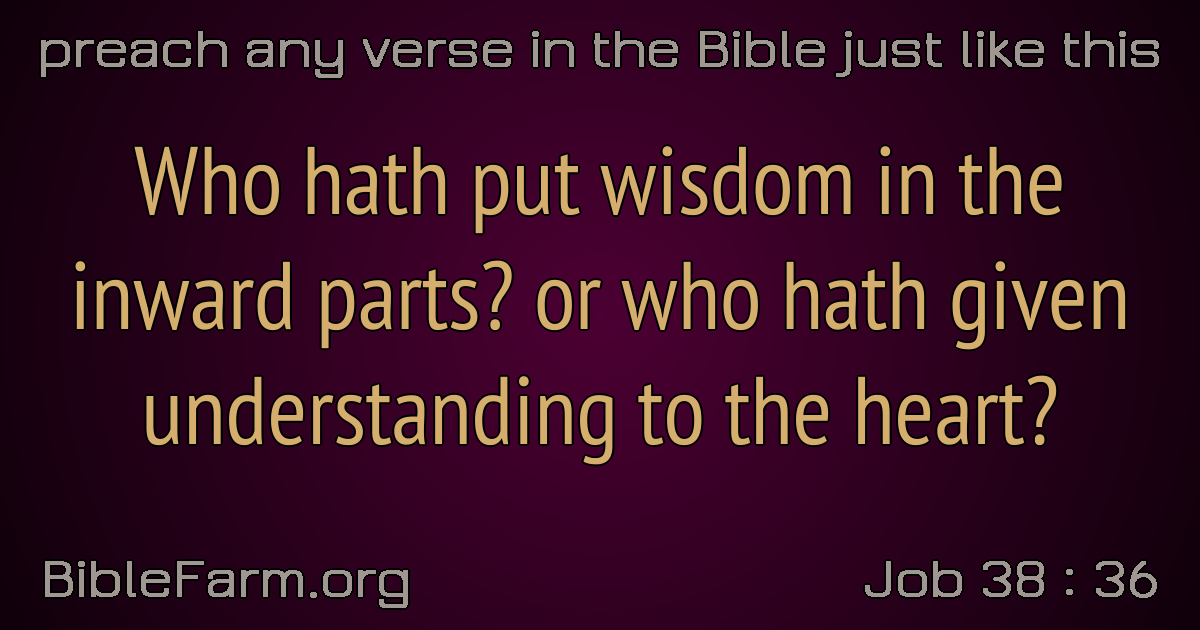 preach any verse in the Bible just like this
Who hath put wisdom in the
inward parts? or who hath given
understanding to the heart?
BibleFarm.org
Job 38 : 36